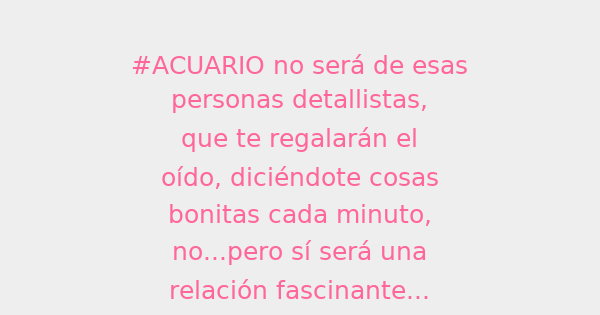 #ACUARIO no será de esas
personas detallistas,
que te regalarán el
oído, diciéndote cosas
bonitas cada minuto,
no...pero sí será una
relación fascinante...